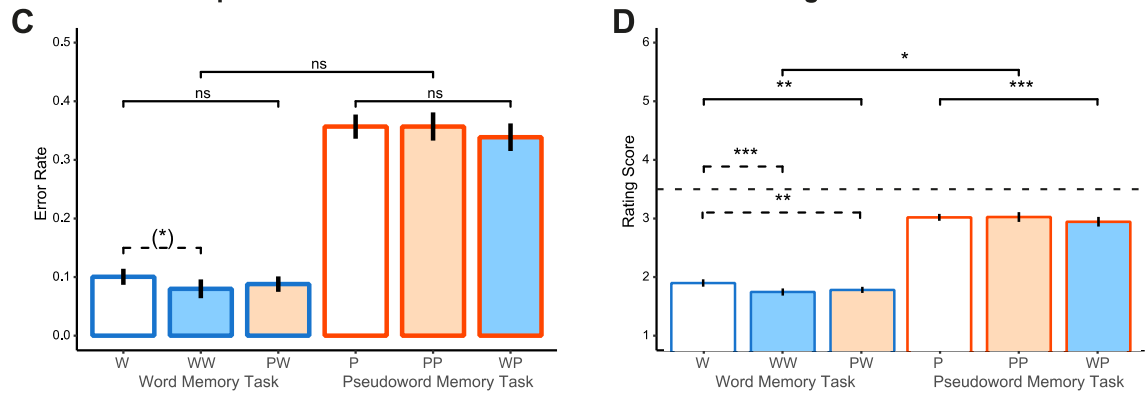 C
0.5
0.4
0.3
0.2
0.1
0.0
Error Rate
ns
ns
ns
(*)
W WW PW P PP WP
Word Memory Task Pseudoword Memory Task
D
6
5
4
3
2
1
Rating Score
*
** ***
***
**
W WW PW P PP WP
Word Memory Task Pseudoword Memory Task